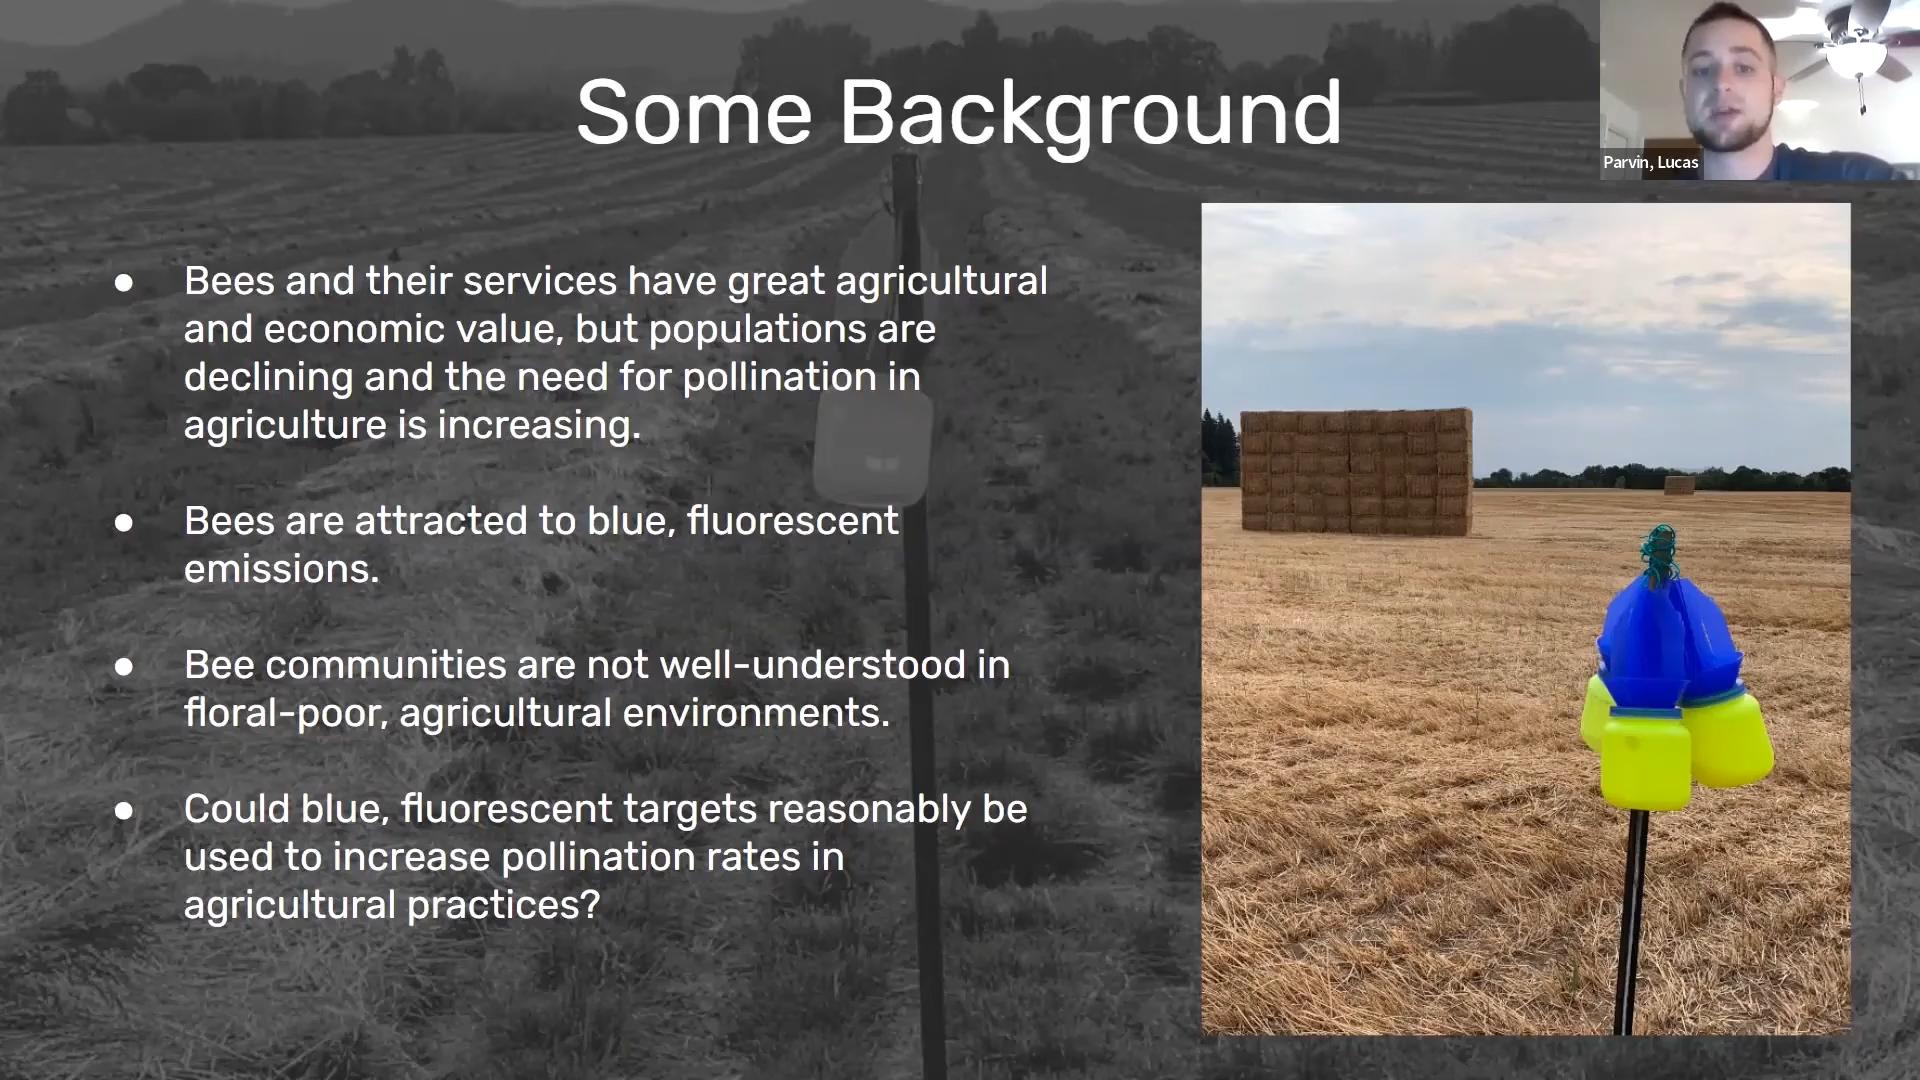 Some Background
Parvin, Lucas
● Bees and their services have great agricultural
and economic value, but populations are
declining and the need for pollination in
agriculture is increasing.
● Bees are attracted to blue, fluorescent
emissions.
● Bee communities are not well-understood in
floral-poor, agricultural environments.
● Could blue, fluorescent targets reasonably be
used to increase pollination rates in
agricultural practices?